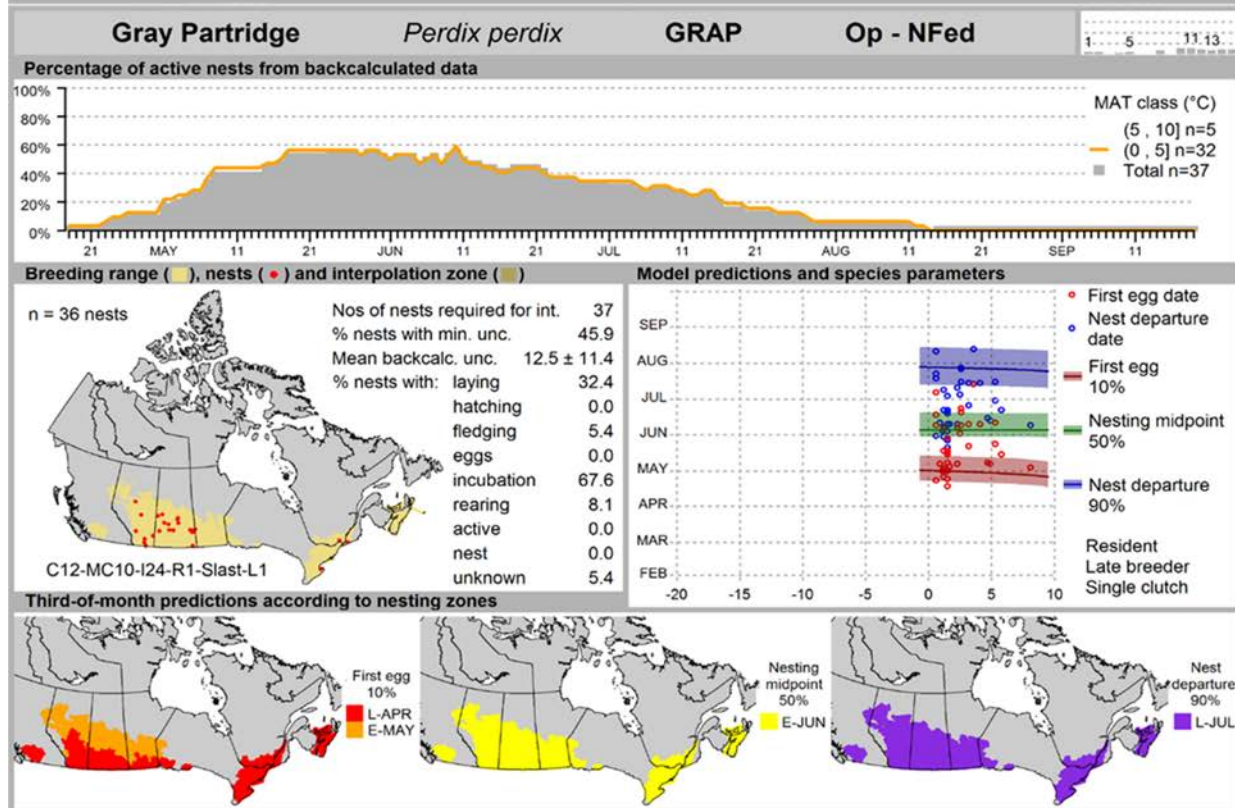 Gray Partridge Perdix perdix GRAP Op - NFed
1 5 11 13
Percentage of active nests from backcalculated data
100%
80%
60%
40%
20%
0%
MAT class (°C)
(5 , 10] n=5
(0 , 5] n=32
Total n=37
21 MAY 11 21 JUN 11 21 JUL 11 21 AUG 11 21 SEP 11
Breeding range ( ), nests ( ) and interpolation zone ( )
n = 36 nests
Nos of nests required for int. 37
% nests with min. unc. 45.9
Mean backcalc. unc. 12.5 ± 11.4
% nests with: laying 32.4
hatching 0.0
fledging 5.4
eggs 0.0
incubation 67.6
rearing 8.1
active 0.0
nest 0.0
unknown 5.4
C12-MC10-I24-R1-Slast-L1
Model predictions and species parameters
SEP
AUG
JUL
JUN
MAY
APR
MAR
FEB
-20 -15 -10 -5 0 5 10
First egg date
Nest departure
date
First egg
10%
Nesting midpoint
50%
Nest departure
90%
Resident
Late breeder
Single clutch
Third-of-month predictions according to nesting zones
First egg
10%
L-APR
E-MAY
Nesting
midpoint
50%
E-JUN
Nest
departure
90%
L-JUL